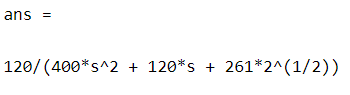 ans =
120/(400*s^2 + 120*s + 261*2^(1/2))